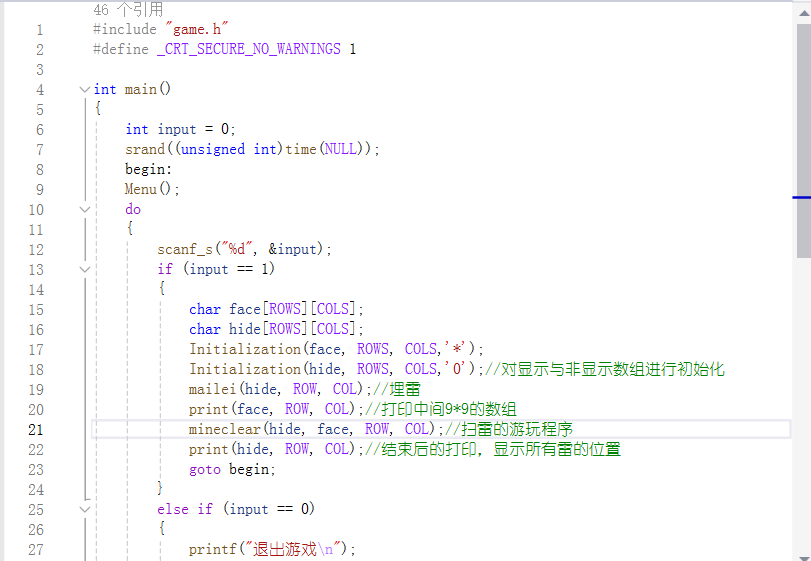 46 个引用
1 #include "game.h"
2 #define _CRT_SECURE_NO_WARNINGS 1
3
4 int main()
5 {
6 int input = 0;
7 srand((unsigned int)time(NULL));
8 begin:
9 Menu();
10 do
11 {
12 scanf_s("%d", &input);
13 if (input == 1)
14 {
15 char face[ROWS][COLS];
16 char hide[ROWS][COLS];
17 Initialization(face, ROWS, COLS,'*');
18 Initialization(hide, ROWS, COLS,'0');//对显示与非显示数组进行初始化
19 mailei(hide, ROW, COL);//埋雷
20 print(face, ROW, COL);//打印中间9*9的数组
21 mineclear(hide, face, ROW, COL);//扫雷的游玩程序
22 print(hide, ROW, COL);//结束后的打印，显示所有雷的位置
23 goto begin;
24 }
25 else if (input == 0)
26 {
27 printf("退出游戏\n");